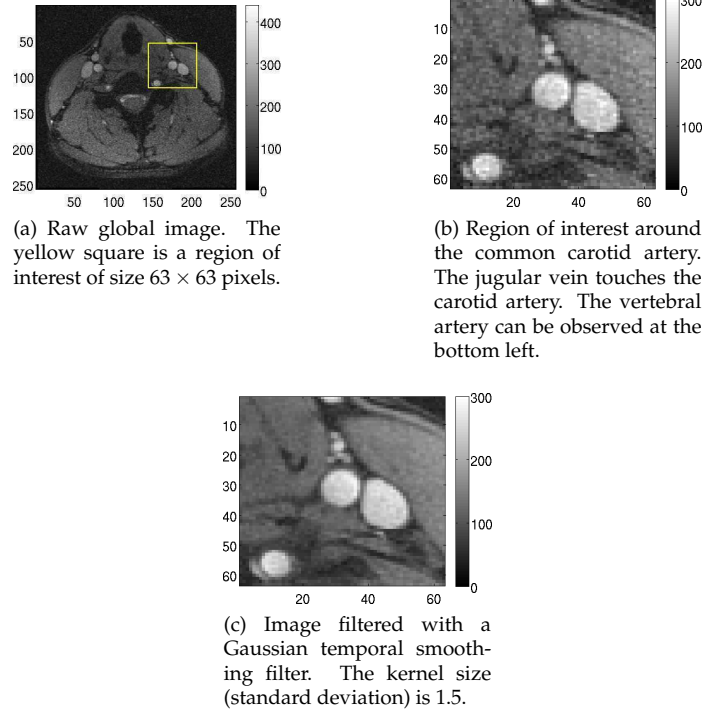 50
100
150
200
250
50 100 150 200 250
400
300
200
100
0
(a) Raw global image. The
yellow square is a region of
interest of size 63 × 63 pixels.
10
20
30
40
50
60
20 40 60
300
200
100
0
(b) Region of interest around
the common carotid artery.
The jugular vein touches the
carotid artery. The vertebral
artery can be observed at the
bottom left.
10
20
30
40
50
60
20 40 60
300
200
100
0
(c) Image filtered with a
Gaussian temporal smooth-
ing filter. The kernel size
(standard deviation) is 1.5.